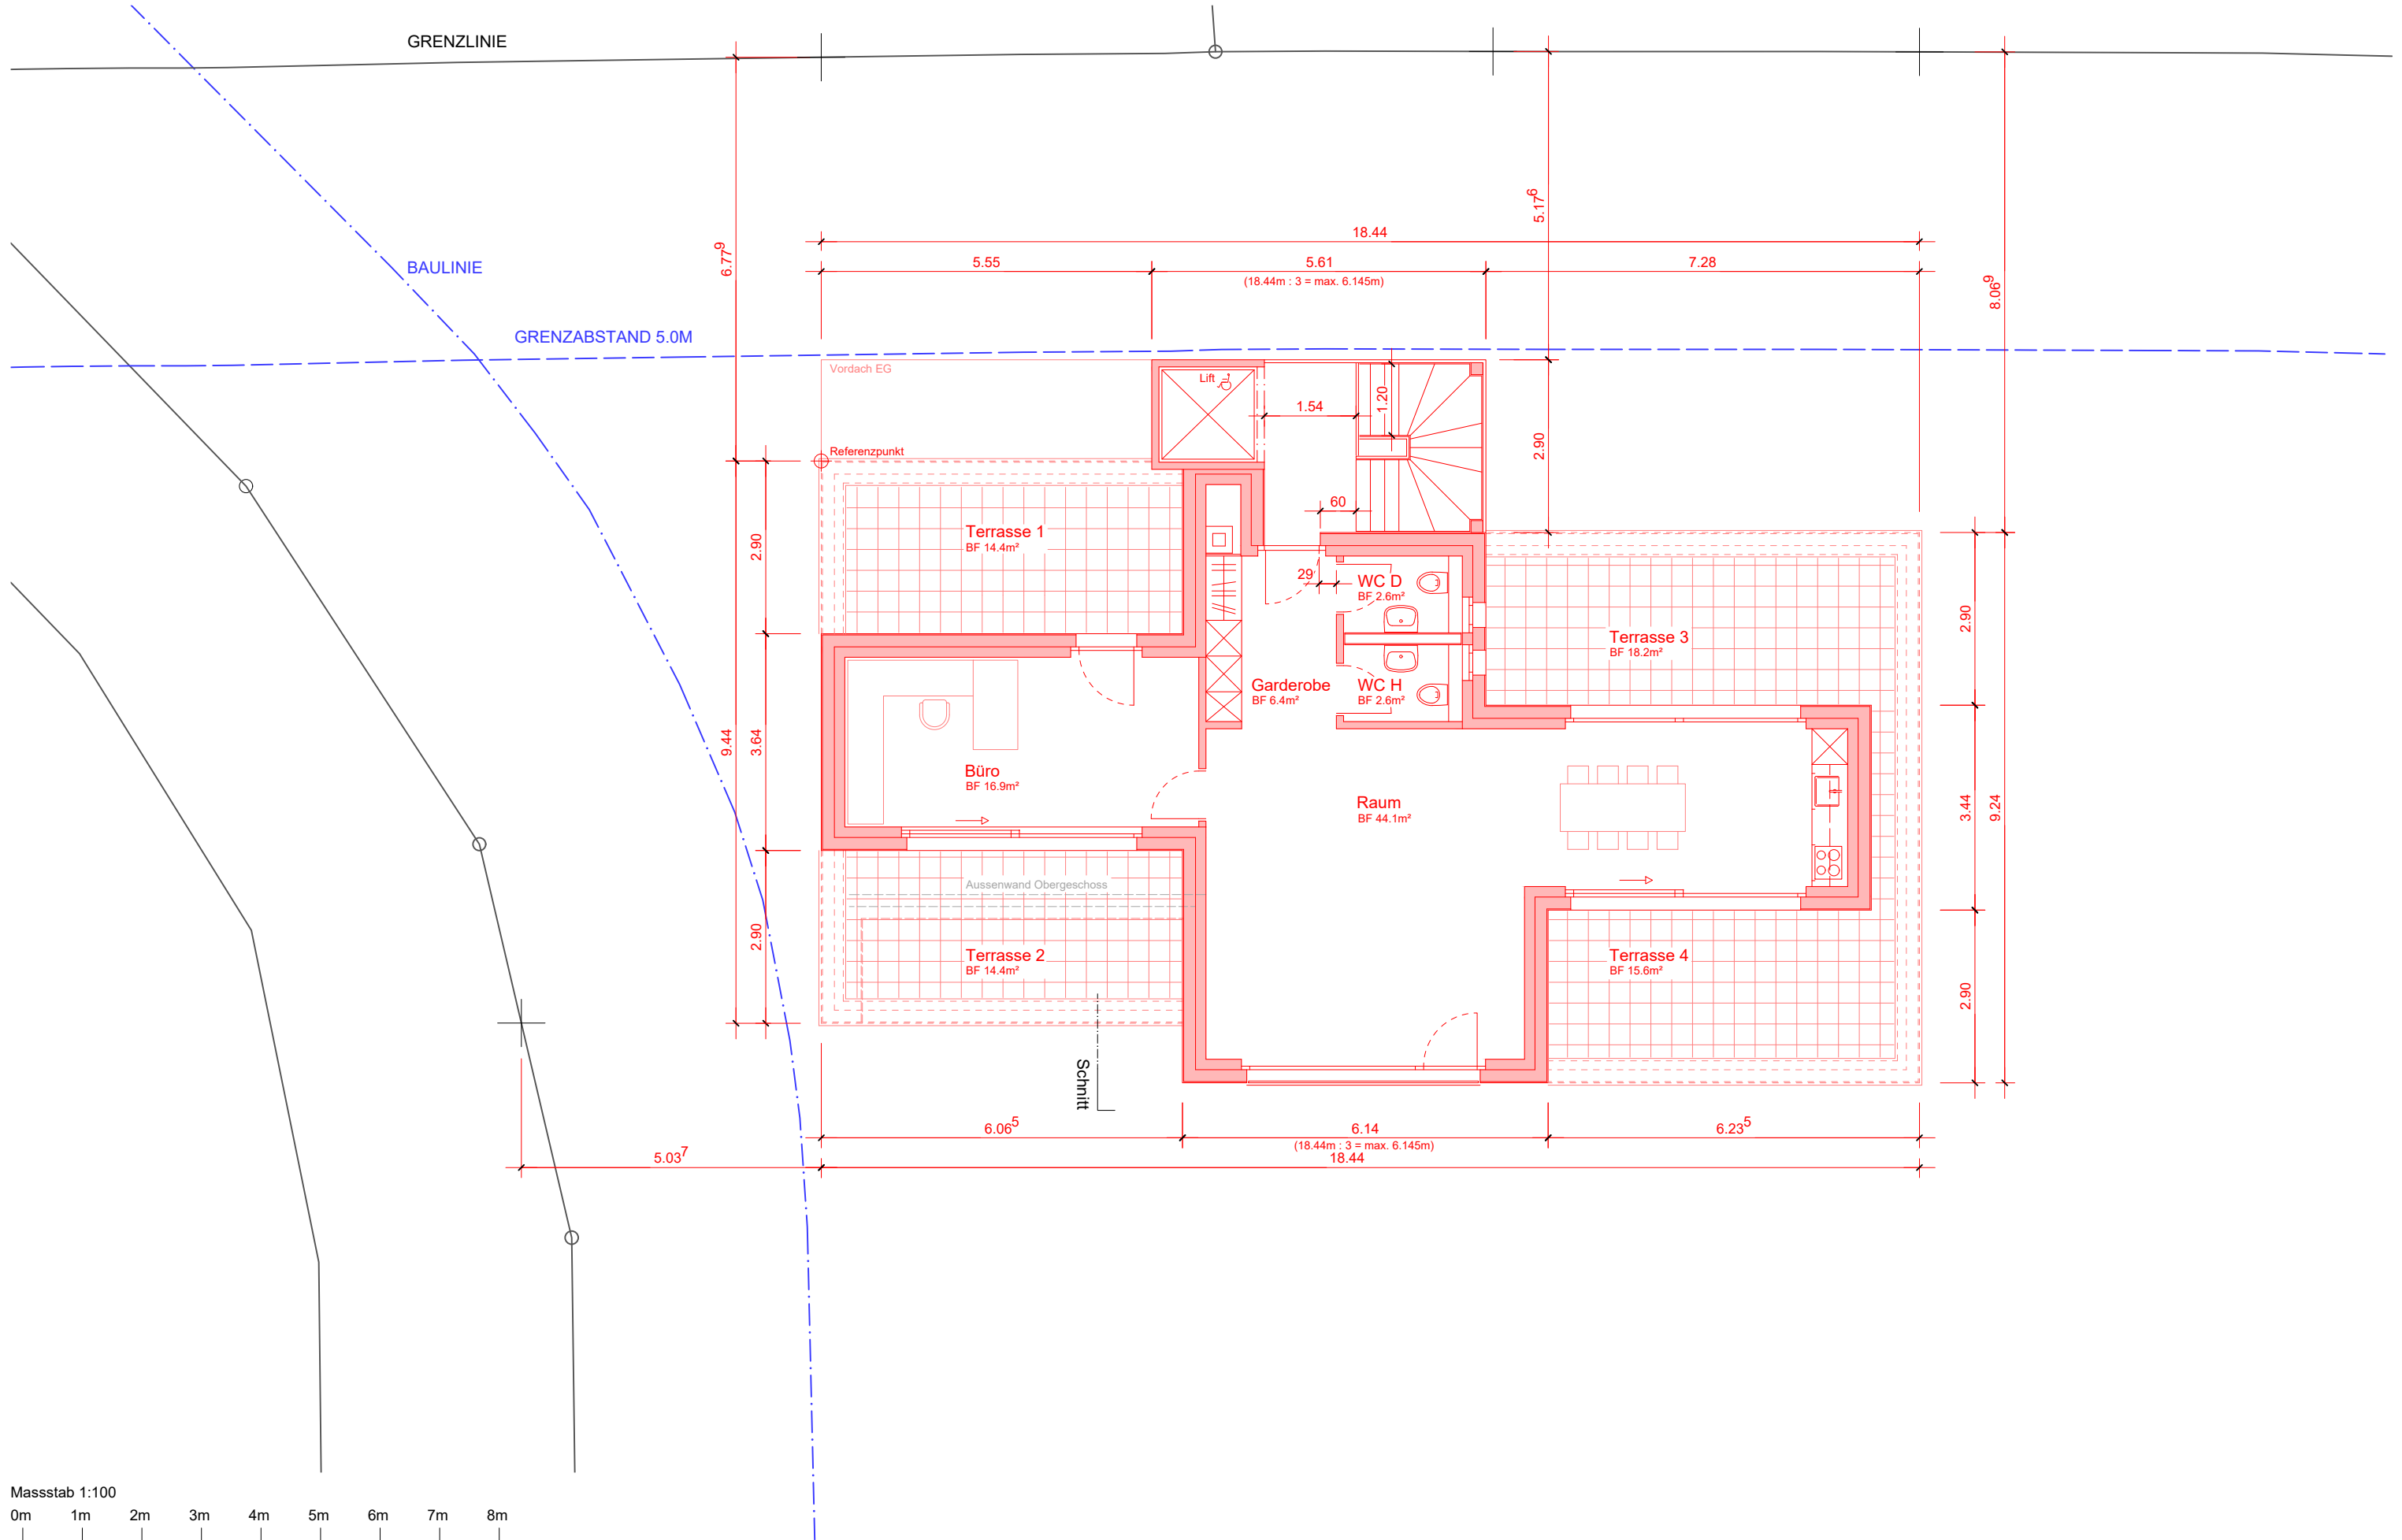 GRENZLINIE
BAULINIE
GRENZABSTAND 5.0M
6.77⁹
5.17⁶
8.06⁹
18.44
5.55
5.61
7.28
(18.44m : 3 = max. 6.145m)
Vordach EG
Lift
1.20
1.54
2.90
Referenzpunkt
60
Terrasse 1
BF 14.4m²
2.90
29
WC D
BF 2.6m²
2.90
Terrasse 3
BF 18.2m²
Garderobe
BF 6.4m²
WC H
BF 2.6m²
9.44
3.64
Büro
BF 16.9m²
Raum
BF 44.1m²
3.44
9.24
Aussenwand Obergeschoss
2.90
Terrasse 2
BF 14.4m²
Terrasse 4
BF 15.6m²
2.90
Schnitt
6.06⁵
6.14
6.23⁵
(18.44m : 3 = max. 6.145m)
5.03⁷
18.44
Massstab 1:100
0m 1m 2m 3m 4m 5m 6m 7m 8m